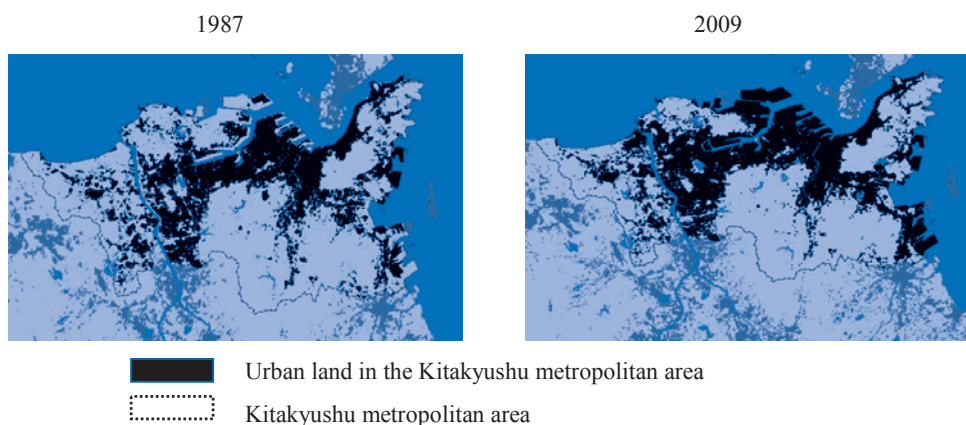 1987
2009
Urban land in the Kitakyushu metropolitan area
Kitakyushu metropolitan area